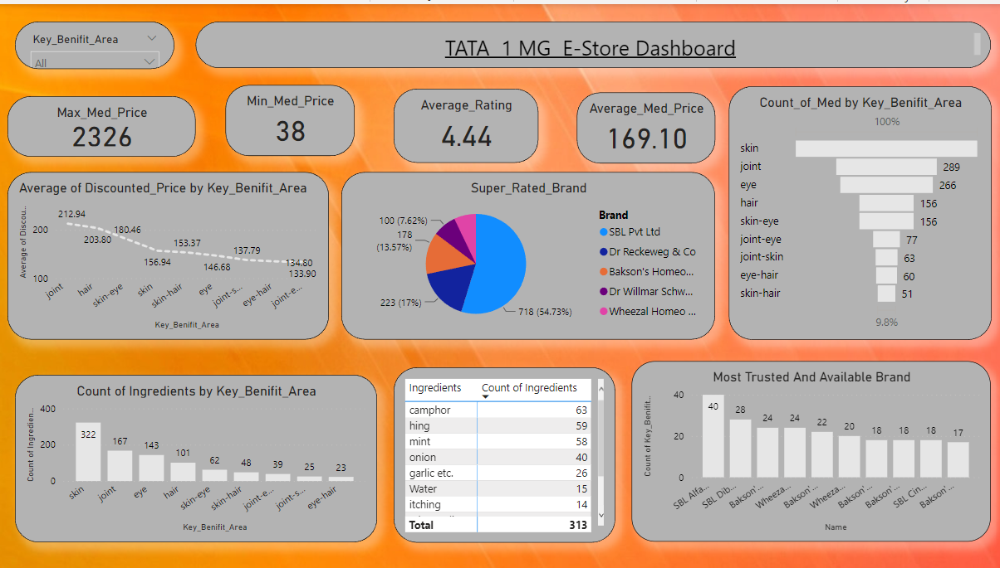 Key_Benifit_Area
All
TATA 1 MG E-Store Dashboard
Max_Med_Price
2326
Min_Med_Price
38
Average_Rating
4.44
Average_Med_Price
169.10
Count_of_Med by Key_Benifit_Area
100%
skin
joint 289
eye 266
hair 156
skin-eye 156
joint-eye 77
joint-skin 63
eye-hair 60
skin-hair 51
9.8%
Average of Discounted_Price by Key_Benifit_Area
Average of Discou...
200
100
212.94
203.80
180.46
156.94
153.37
146.68
137.79
134.80
133.90
joint
hair
skin-eye
skin
skin-hair
eye
joint-s...
eye-hair
joint-e...
Key_Benifit_Area
Super_Rated_Brand
100 (7.62%)
178
(13.57%)
223 (17%)
718 (54.73%)
Brand
SBL Pvt Ltd
Dr Reckeweg & Co
Bakson's Homeo...
Dr Willmar Schw...
Wheezal Homeo ...
Count of Ingredients by Key_Benifit_Area
Count of Ingredien...
400
200
0
322
167
143
101
62
48
39
25
23
skin
joint
eye
hair
skin-eye
skin-hair
joint-e...
joint-s...
eye-hair
Key_Benifit_Area
Ingredients Count of Ingredients
camphor 63
hing 59
mint 58
onion 40
garlic etc. 26
Water 15
itching 14
Total 313
Most Trusted And Available Brand
Count of Key_Benifit...
40
20
0
40
28
24
24
22
20
18
18
18
17
SBL Alfa...
SBL Dib...
Bakson'...
Wheeza...
Bakson'...
Wheeza...
Bakson'...
Bakson'...
SBL Cin...
Bakson'...
Name